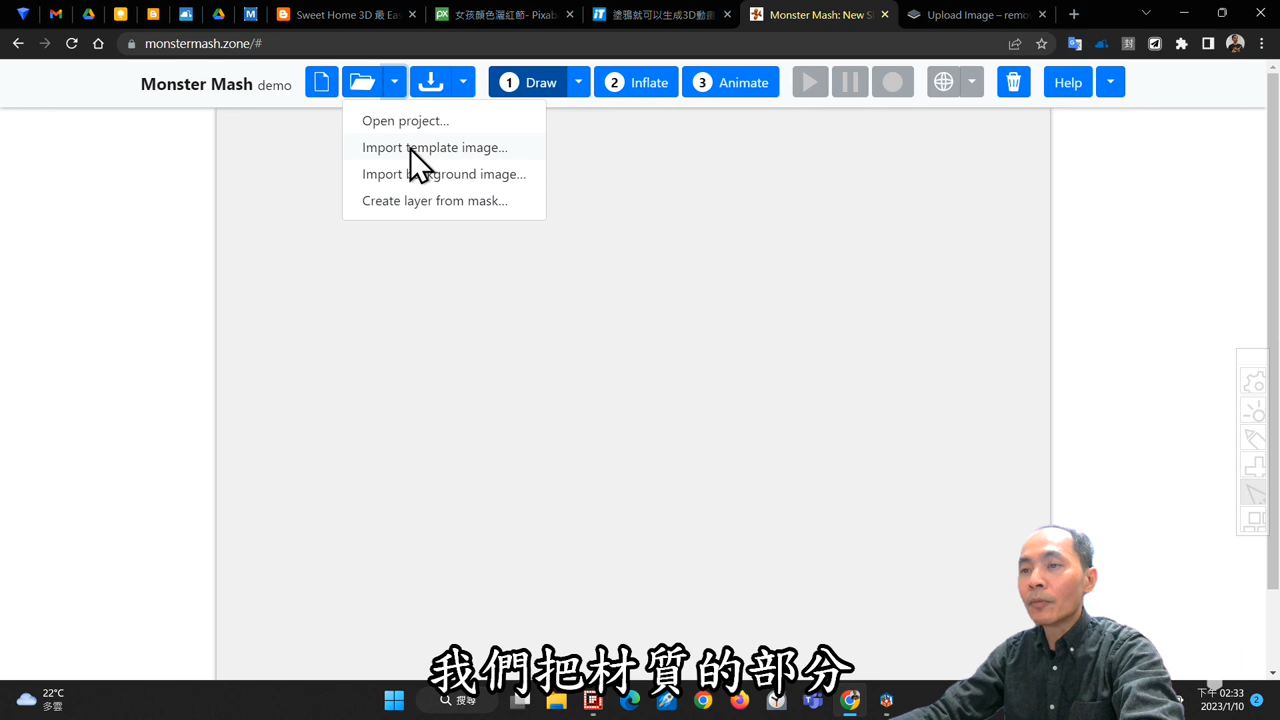 Sweet Home 3D 最 Eas
女孩顏色灑紅節- Pixab
塗鴉就可以生成3D動畫
Monster Mash: New S
Upload Image – remo
monstermash.zone/#
Monster Mash demo
1 Draw
2 Inflate
3 Animate
Help
Open project...
Import template image...
Import background image...
Create layer from mask...
我們把材質的部分
22°C
多雲
搜尋
下午 02:33
2023/1/10
2